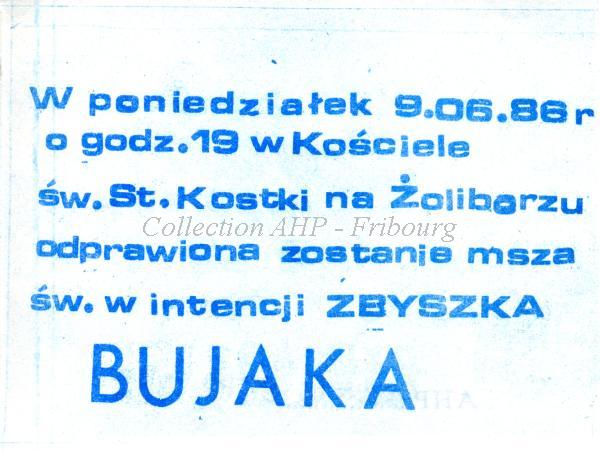 W poniedziałek 9.06.86 r
o godz.19 w Kościele
św. St. Kostki na Żoliborzu
Collection AHP - Fribourg
odprawiona zostanie msza
św. w intencji ZBYSZKA
BUJAKA